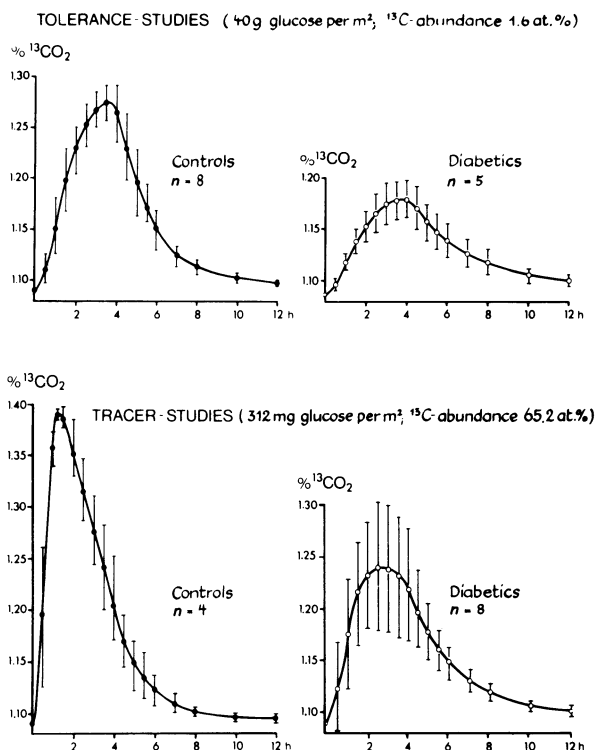 TOLERANCE-STUDIES (40g glucose per m²; ¹³C-abundance 1.6 at.%)
% ¹³CO₂
1.30
1.25
1.20
1.15
1.10
Controls
n = 8
2 4 6 8 10 12 h
% ¹³CO₂
1.20
1.15
1.10
Diabetics
n = 5
2 4 6 8 10 12 h
% ¹³CO₂
1.40
1.35
1.30
1.25
1.20
1.15
1.10
TRACER-STUDIES (312 mg glucose per m²; ¹³C-abundance 65.2 at.%)
Controls
n = 4
2 4 6 8 10 12 h
% ¹³CO₂
1.30
1.25
1.20
1.15
1.10
Diabetics
n = 8
2 4 6 8 10 12 h